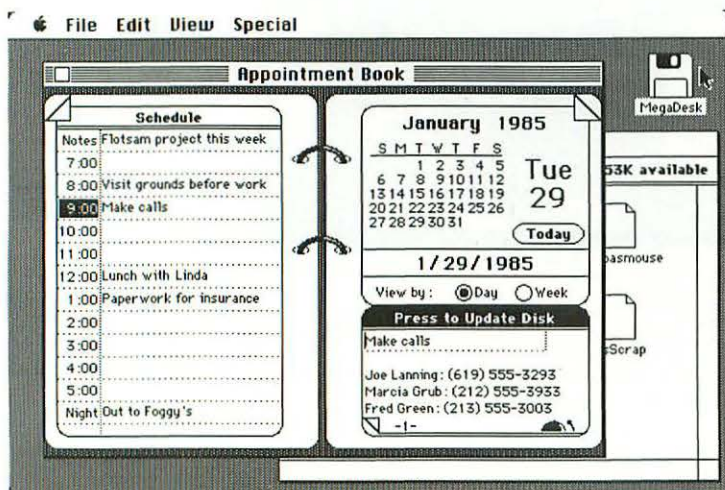 File Edit View Special
Appointment Book
MegaDesk
Schedule
Notes Flotsam project this week
7:00
8:00 Visit grounds before work
9:00 Make calls
10:00
11:00
12:00 Lunch with Linda
1:00 Paperwork for insurance
2:00
3:00
4:00
5:00
Night Out to Foggy's
January 1985
S M T W T F S
1 2 3 4 5
6 7 8 9 10 11 12
13 14 15 16 17 18 19
20 21 22 23 24 25 26
27 28 29 30 31
Tue
29
Today
1/29/1985
View by: Day Week
Press to Update Disk
Make calls
Joe Lanning: (619) 555-3293
Marcia Grub: (212) 555-3933
Fred Green: (213) 555-3003
-1-
53K available
pasmouse
sScrap